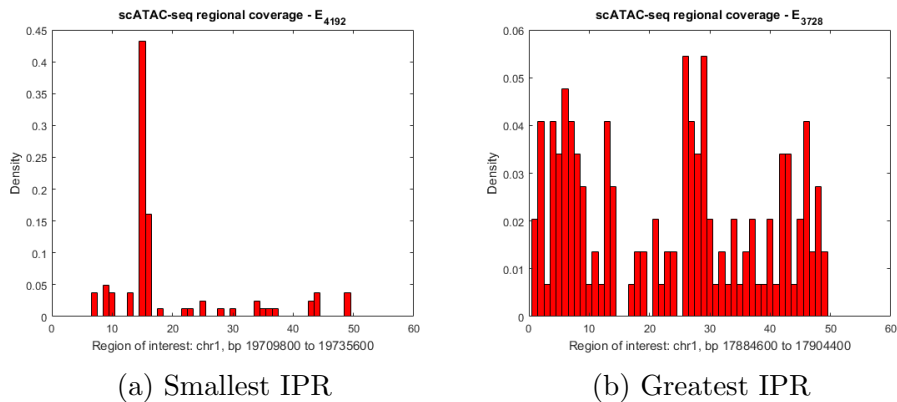 scATAC-seq regional coverage - E4192
0.45
0.4
0.35
0.3
0.25
0.2
0.15
0.1
0.05
0
Density
0 10 20 30 40 50 60
Region of interest: chr1, bp 19709800 to 19735600
(a) Smallest IPR
scATAC-seq regional coverage - E3728
0.06
0.05
0.04
0.03
0.02
0.01
0
Density
0 10 20 30 40 50 60
Region of interest: chr1, bp 17884600 to 17904400
(b) Greatest IPR